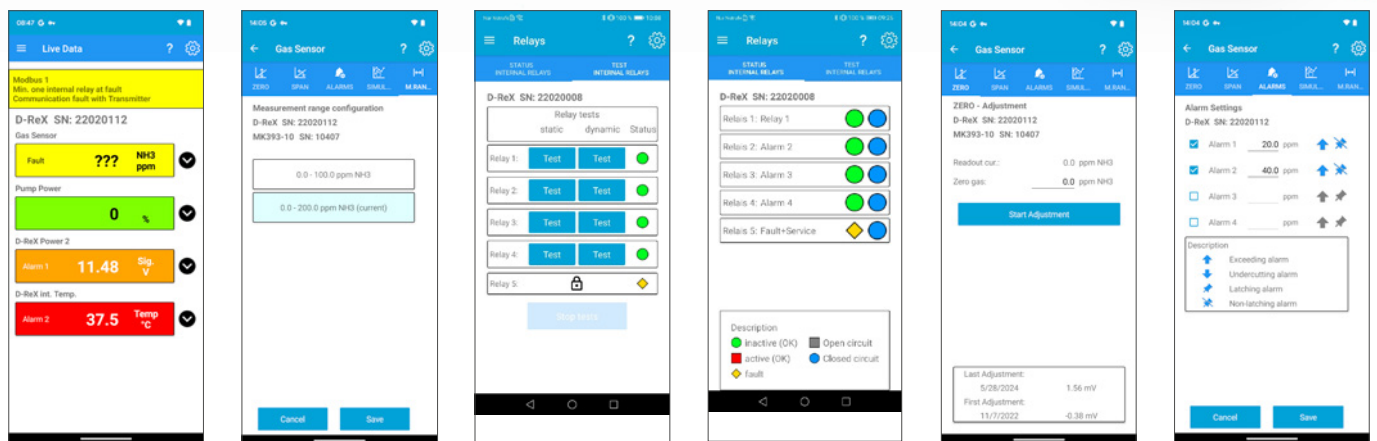 08:47 G
Live Data ?
Modbus 1
Min. one internal relay at fault
Communication fault with Transmitter
D-ReX SN: 22020112
Gas Sensor
Fault ??? NH3 ppm
Pump Power
0 %
D-ReX Power 2
Alarm 1 11.48 Sig. V
D-ReX int. Temp.
Alarm 2 37.5 Temp °C
14:05 G
Gas Sensor ?
ZERO SPAN ALARMS SIMUL... M.RAN...
Measurement range configuration
D-ReX SN: 22020112
MK393-10 SN: 10407
0.0 - 100.0 ppm NH3
0.0 - 200.0 ppm NH3 (current)
Cancel Save
100 % 10:08
Relays ?
STATUS INTERNAL RELAYS TEST INTERNAL RELAYS
D-ReX SN: 22020008
Relay tests
static dynamic Status
Relay 1: Test Test
Relay 2: Test Test
Relay 3: Test Test
Relay 4: Test Test
Relay 5:
Stop tests
100 % 09:25
Relays ?
STATUS INTERNAL RELAYS TEST INTERNAL RELAYS
D-ReX SN: 22020008
Relais 1: Relay 1
Relais 2: Alarm 2
Relais 3: Alarm 3
Relais 4: Alarm 4
Relais 5: Fault+Service
Description
inactive (OK) Open circuit
active (OK) Closed circuit
fault
14:04 G
Gas Sensor ?
ZERO SPAN ALARMS SIMUL... M.RAN...
ZERO - Adjustment
D-ReX SN: 22020112
MK393-10 SN: 10407
Readout cur.: 0.0 ppm NH3
Zero gas: 0.0 ppm NH3
Start Adjustment
Last Adjustment:
5/28/2024 1.56 mV
First Adjustment:
11/7/2022 -0.38 mV
14:04 G
Gas Sensor ?
ZERO SPAN ALARMS SIMUL... M.RAN...
Alarm Settings
D-ReX SN: 22020112
Alarm 1 20.0 ppm
Alarm 2 40.0 ppm
Alarm 3 ppm
Alarm 4 ppm
Description
Exceeding alarm
Undercutting alarm
Latching alarm
Non-latching alarm
Cancel Save